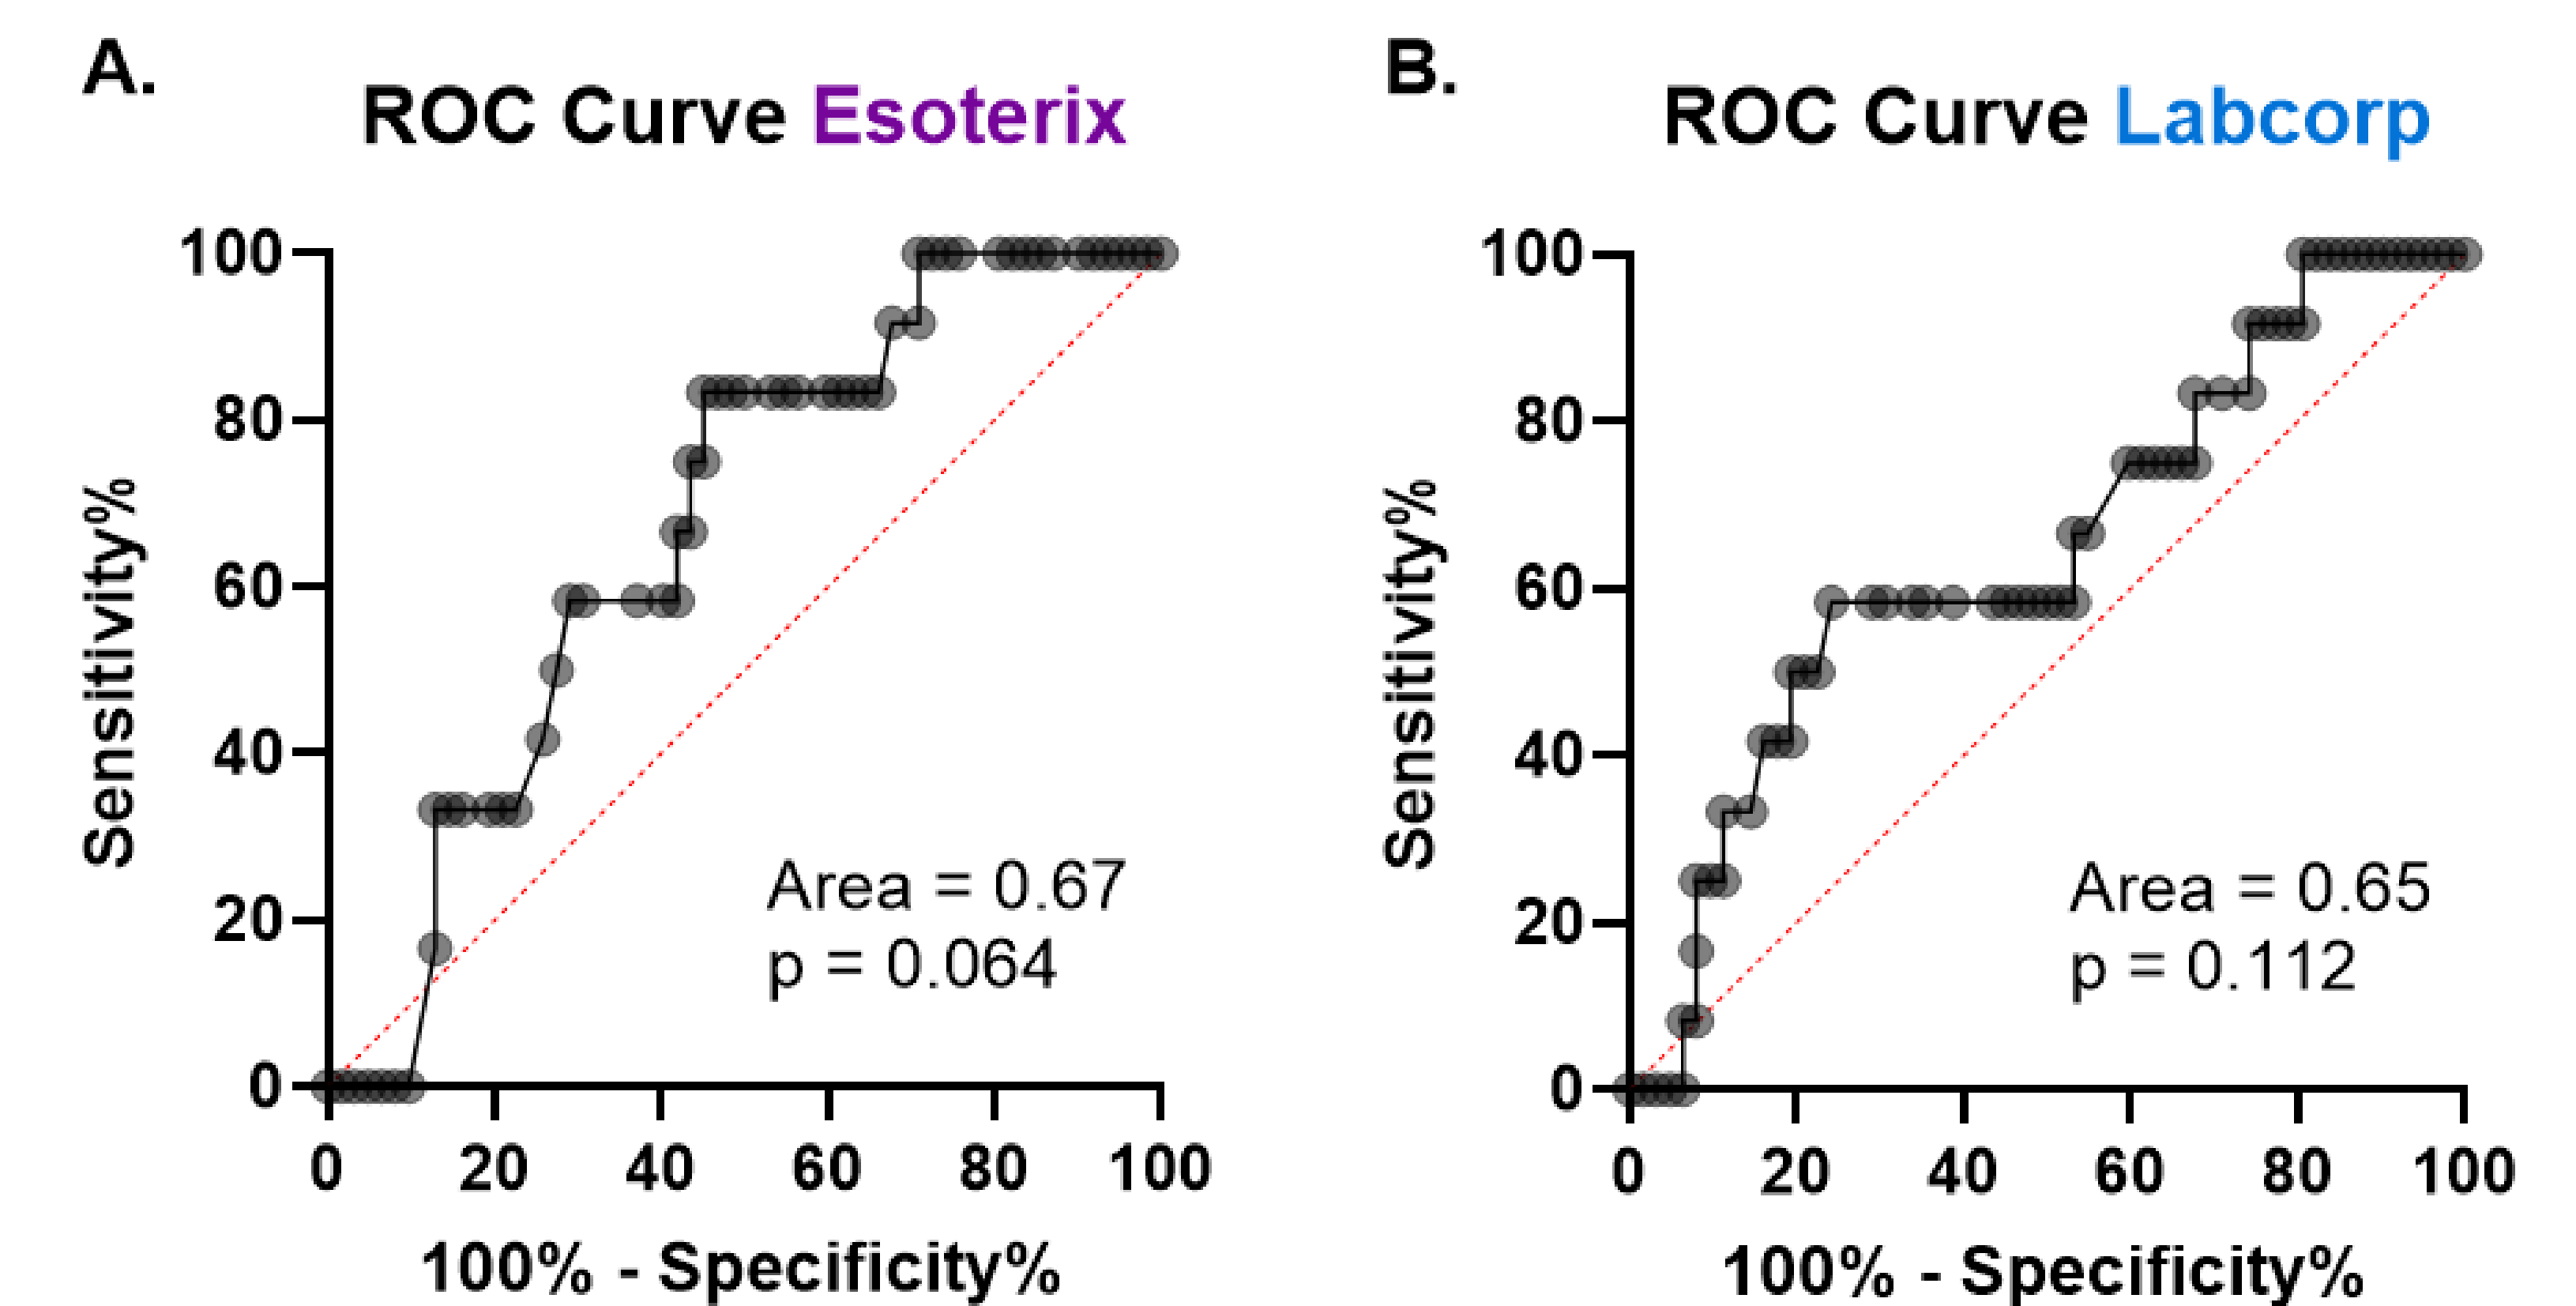 A.
ROC Curve Esoterix
100
80
60
40
20
0
Sensitivity%
Area = 0.67
p = 0.064
0 20 40 60 80 100
100% - Specificity%
B.
ROC Curve Labcorp
100
80
60
40
20
0
Sensitivity%
Area = 0.65
p = 0.112
0 20 40 60 80 100
100% - Specificity%